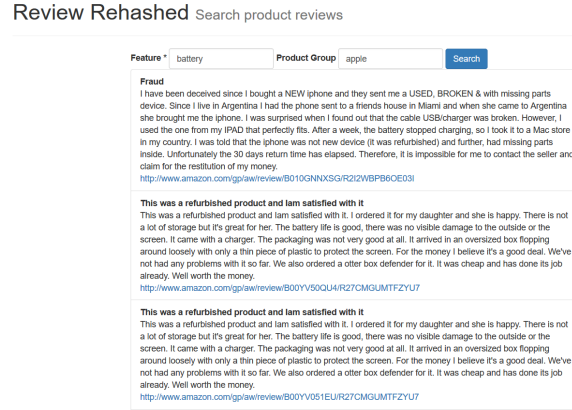 Review Rehashed Search product reviews
Feature * battery Product Group apple Search
Fraud
I have been deceived since I bought a NEW iphone and they sent me a USED, BROKEN & with missing parts
device. Since I live in Argentina I had the phone sent to a friends house in Miami and when she came to Argentina
she brought me the iphone. I was surprised when I found out that the cable USB/charger was broken. However, I
used the one from my IPAD that perfectly fits. After a week, the battery stopped charging, so I took it to a Mac store
in my country. I was told that the iphone was not new device (it was refurbished) and further, had missing parts
inside. Unfortunately the 30 days return time has elapsed. Therefore, it is impossible for me to contact the seller and
claim for the restitution of my money.
http://www.amazon.com/gp/aw/review/B010GNNXSG/R2I2WBPB6OE03I
This was a refurbished product and Iam satisfied with it
This was a refurbished product and Iam satisfied with it. I ordered it for my daughter and she is happy. There is not
a lot of storage but it's great for her. The battery life is good, there was no visible damage to the outside or the
screen. It came with a charger. The packaging was not very good at all. It arrived in an oversized box flopping
around loosely with only a thin piece of plastic to protect the screen. For the money I believe it's a good deal. We've
not had any problems with it so far. We also ordered a otter box defender for it. It was cheap and has done its job
already. Well worth the money.
http://www.amazon.com/gp/aw/review/B00YV50QU4/R27CMGUMTFZYU7
This was a refurbished product and Iam satisfied with it
This was a refurbished product and Iam satisfied with it. I ordered it for my daughter and she is happy. There is not
a lot of storage but it's great for her. The battery life is good, there was no visible damage to the outside or the
screen. It came with a charger. The packaging was not very good at all. It arrived in an oversized box flopping
around loosely with only a thin piece of plastic to protect the screen. For the money I believe it's a good deal. We've
not had any problems with it so far. We also ordered a otter box defender for it. It was cheap and has done its job
already. Well worth the money.
http://www.amazon.com/gp/aw/review/B00YV051EU/R27CMGUMTFZYU7